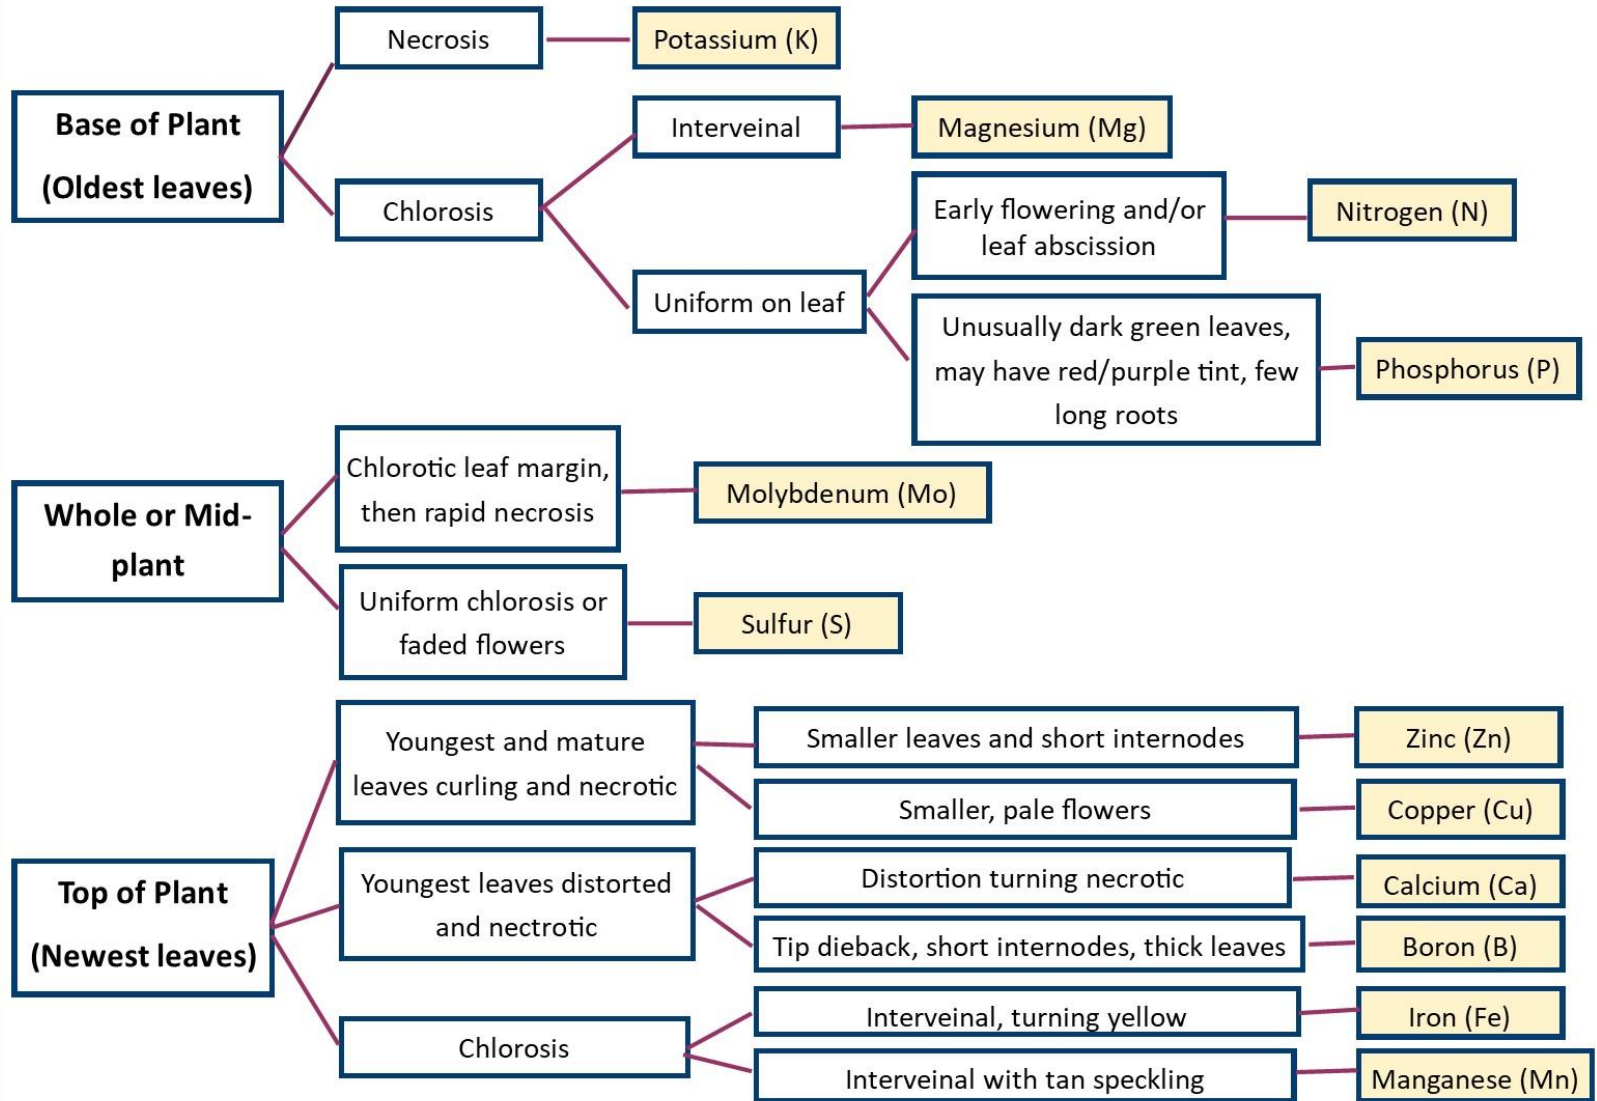 Base of Plant
(Oldest leaves)
Necrosis
Potassium (K)
Chlorosis
Interveinal
Magnesium (Mg)
Uniform on leaf
Early flowering and/or
leaf abscission
Nitrogen (N)
Unusually dark green leaves,
may have red/purple tint, few
long roots
Phosphorus (P)
Whole or Mid-
plant
Chlorotic leaf margin,
then rapid necrosis
Molybdenum (Mo)
Uniform chlorosis or
faded flowers
Sulfur (S)
Top of Plant
(Newest leaves)
Youngest and mature
leaves curling and necrotic
Smaller leaves and short internodes
Zinc (Zn)
Smaller, pale flowers
Copper (Cu)
Youngest leaves distorted
and nectrotic
Distortion turning necrotic
Calcium (Ca)
Tip dieback, short internodes, thick leaves
Boron (B)
Chlorosis
Interveinal, turning yellow
Iron (Fe)
Interveinal with tan speckling
Manganese (Mn)